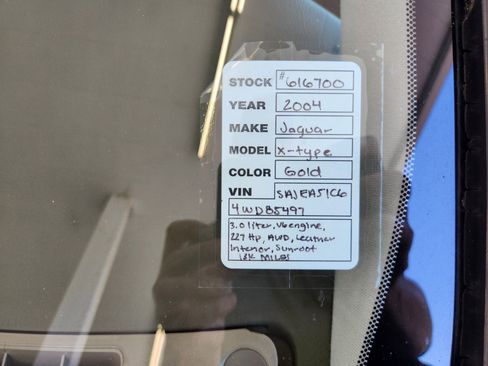 STOCK #616700
YEAR 2004
MAKE Jaguar
MODEL X-type
COLOR Gold
VIN SAJEA51C6
4WD85497
3.0 liter, V6 engine,
227 Hp, AWD, Leather
Interior, Sunroof
18K MILES